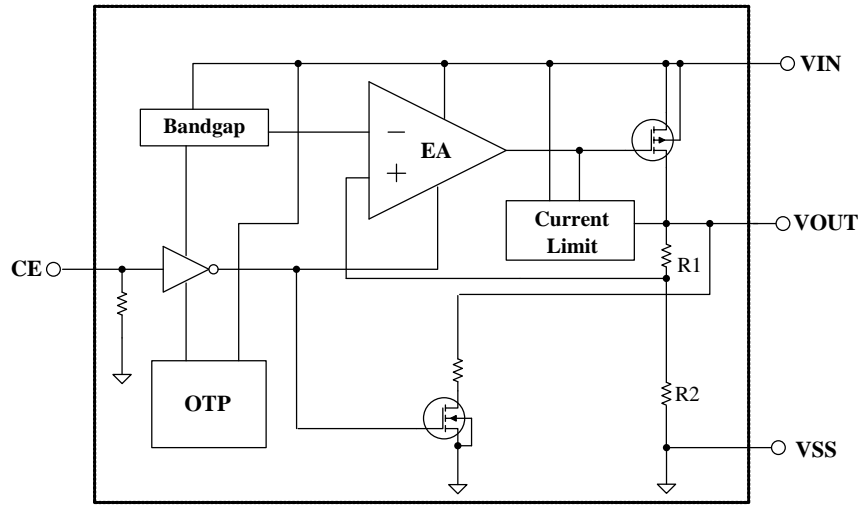 VIN
Bandgap
−
EA
+
Current
Limit
VOUT
CE
R1
OTP
R2
VSS